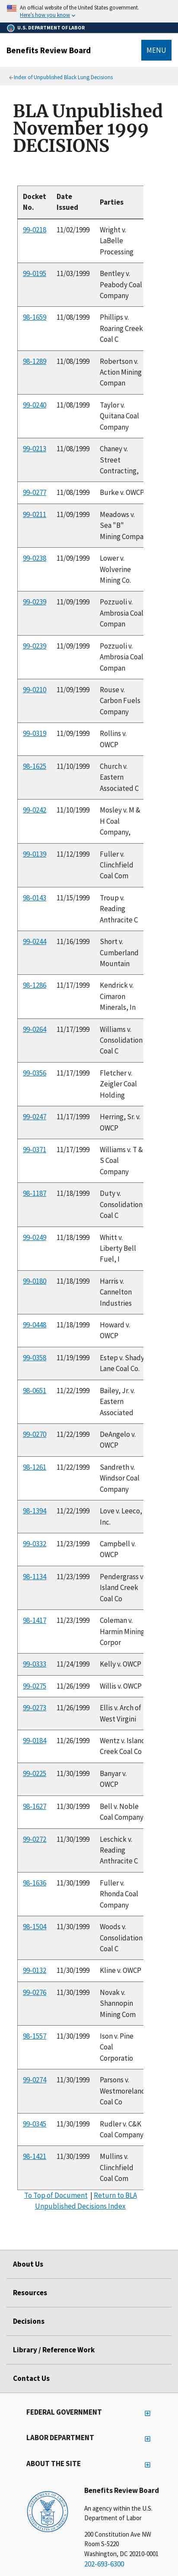 An official website of the United States government.
Here's how you know
U.S. DEPARTMENT OF LABOR
Benefits Review Board
MENU
← Index of Unpublished Black Lung Decisions
BLA Unpublished
November 1999
DECISIONS
Docket No. Date Issued Parties
99-0218 11/02/1999 Wright v. LaBelle Processing
99-0195 11/03/1999 Bentley v. Peabody Coal Company
98-1659 11/08/1999 Phillips v. Roaring Creek Coal C
98-1289 11/08/1999 Robertson v. Action Mining Compan
99-0240 11/08/1999 Taylor v. Quitana Coal Company
99-0213 11/08/1999 Chaney v. Street Contracting,
99-0277 11/08/1999 Burke v. OWCP
99-0211 11/09/1999 Meadows v. Sea "B" Mining Compa
99-0238 11/09/1999 Lower v. Wolverine Mining Co.
99-0239 11/09/1999 Pozzuoli v. Ambrosia Coal Compan
99-0239 11/09/1999 Pozzuoli v. Ambrosia Coal Compan
99-0210 11/09/1999 Rouse v. Carbon Fuels Company
99-0319 11/09/1999 Rollins v. OWCP
98-1625 11/10/1999 Church v. Eastern Associated C
99-0242 11/10/1999 Mosley v. M & H Coal Company,
99-0139 11/12/1999 Fuller v. Clinchfield Coal Com
98-0143 11/15/1999 Troup v. Reading Anthracite C
99-0244 11/16/1999 Short v. Cumberland Mountain
98-1286 11/17/1999 Kendrick v. Cimaron Minerals, In
99-0264 11/17/1999 Williams v. Consolidation Coal C
99-0356 11/17/1999 Fletcher v. Zeigler Coal Holding
99-0247 11/17/1999 Herring, Sr. v. OWCP
99-0371 11/17/1999 Williams v. T & S Coal Company
98-1187 11/18/1999 Duty v. Consolidation Coal C
99-0249 11/18/1999 Whitt v. Liberty Bell Fuel, I
99-0180 11/18/1999 Harris v. Cannelton Industries
99-0448 11/18/1999 Howard v. OWCP
99-0358 11/19/1999 Estep v. Shady Lane Coal Co.
98-0651 11/22/1999 Bailey, Jr. v. Eastern Associated
99-0270 11/22/1999 DeAngelo v. OWCP
98-1261 11/22/1999 Sandreth v. Windsor Coal Company
98-1394 11/22/1999 Love v. Leeco, Inc.
99-0332 11/23/1999 Campbell v. OWCP
98-1134 11/23/1999 Pendergrass v. Island Creek Coal Co
98-1417 11/23/1999 Coleman v. Harmin Mining Corpor
99-0333 11/24/1999 Kelly v. OWCP
99-0275 11/26/1999 Willis v. OWCP
99-0273 11/26/1999 Ellis v. Arch of West Virgini
99-0184 11/26/1999 Wentz v. Island Creek Coal Co
99-0225 11/30/1999 Banyar v. OWCP
98-1627 11/30/1999 Bell v. Noble Coal Company
99-0272 11/30/1999 Leschick v. Reading Anthracite C
98-1636 11/30/1999 Fuller v. Rhonda Coal Company
98-1504 11/30/1999 Woods v. Consolidation Coal C
99-0132 11/30/1999 Kline v. OWCP
99-0276 11/30/1999 Novak v. Shannopin Mining Com
98-1557 11/30/1999 Ison v. Pine Coal Corporatio
99-0274 11/30/1999 Parsons v. Westmoreland Coal Co
99-0345 11/30/1999 Rudler v. C&K Coal Company
98-1421 11/30/1999 Mullins v. Clinchfield Coal Com
To Top of Document | Return to BLA
Unpublished Decisions Index
About Us
Resources
Decisions
Library / Reference Work
Contact Us
FEDERAL GOVERNMENT
LABOR DEPARTMENT
ABOUT THE SITE
Benefits Review Board
An agency within the U.S.
Department of Labor
200 Constitution Ave NW
Room S-5220
Washington, DC 20210-0001
202-693-6300